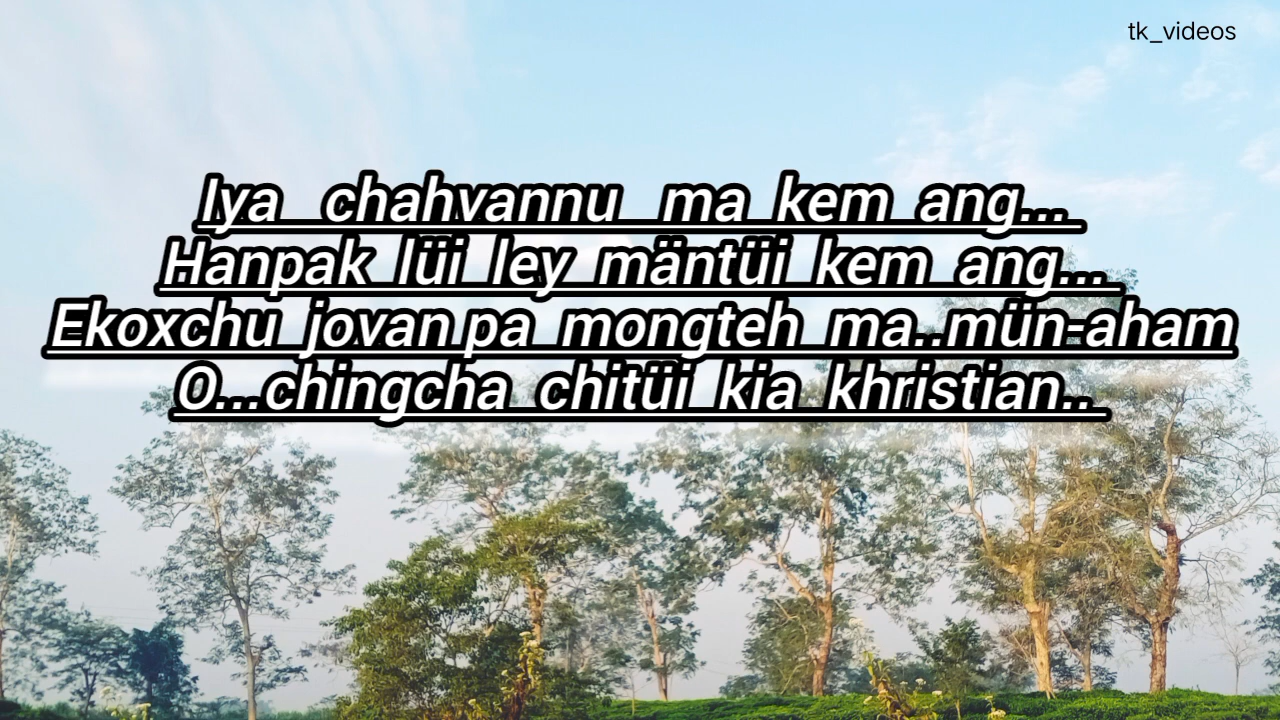 tk_videos
Iya chahvannu ma kem ang...
Hanpak lüi ley mäntüi kem ang...
Ekoxchu jovan pa mongteh ma..mün-aham
O...chingcha chitüi kia khristian..